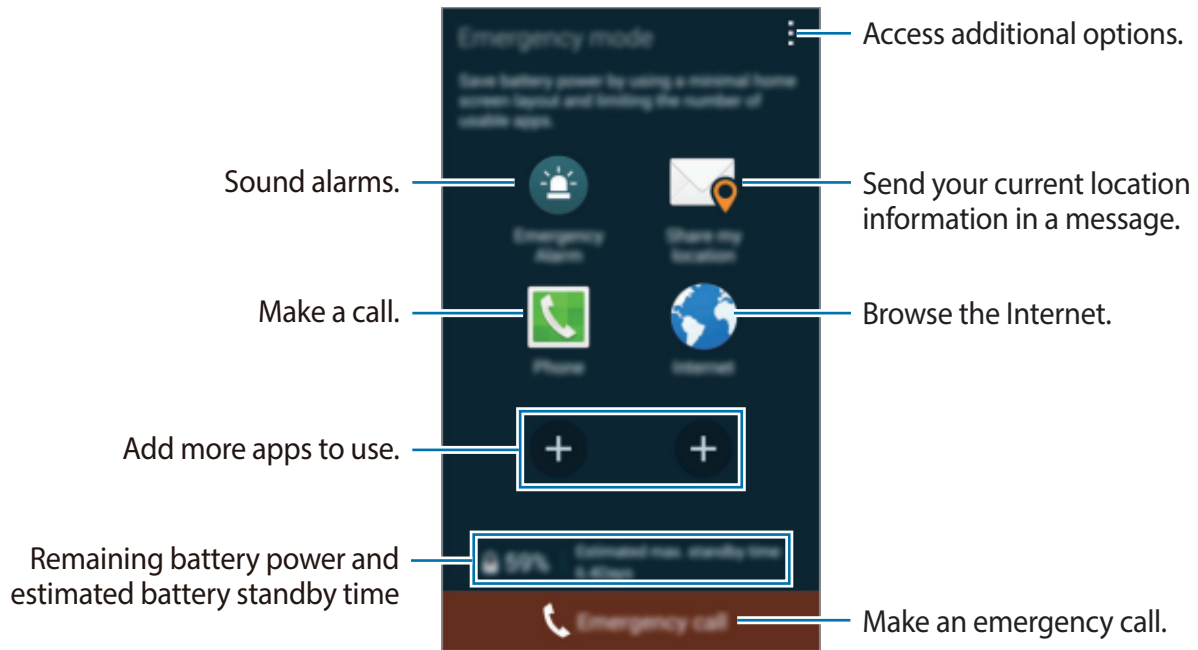 Emergency mode
Access additional options.
Save battery power by using a minimal home
screen layout and limiting the number of
usable apps.
Sound alarms.
Send your current location
information in a message.
Emergency
Alarm
Share my
location
Make a call.
Browse the Internet.
Phone
Internet
Add more apps to use.
Remaining battery power and
estimated battery standby time
59%
Estimated max. standby time
Emergency call
Make an emergency call.